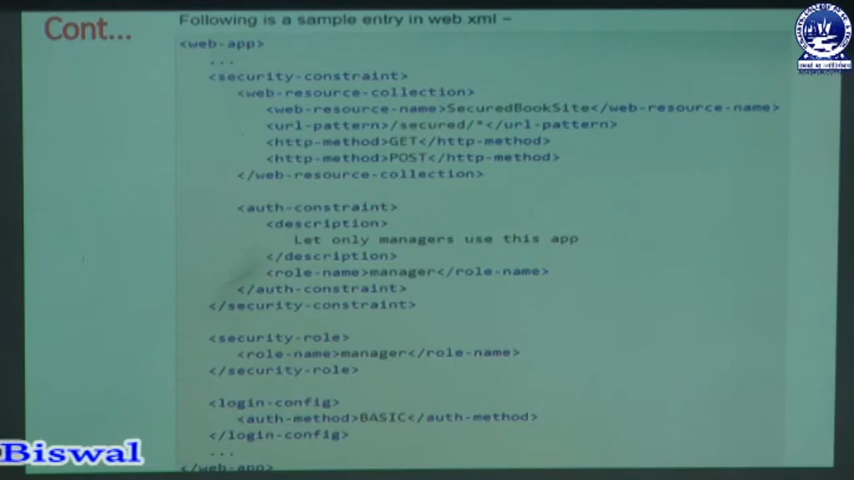 Cont...
Following is a sample entry in web.xml –
<web-app>
...
<security-constraint>
<web-resource-collection>
<web-resource-name>SecuredBookSite</web-resource-name>
<url-pattern>/secured/*</url-pattern>
<http-method>GET</http-method>
<http-method>POST</http-method>
</web-resource-collection>
<auth-constraint>
<description>
Let only managers use this app
</description>
<role-name>manager</role-name>
</auth-constraint>
</security-constraint>
<security-role>
<role-name>manager</role-name>
</security-role>
<login-config>
<auth-method>BASIC</auth-method>
</login-config>
...
</web-app>
Biswal